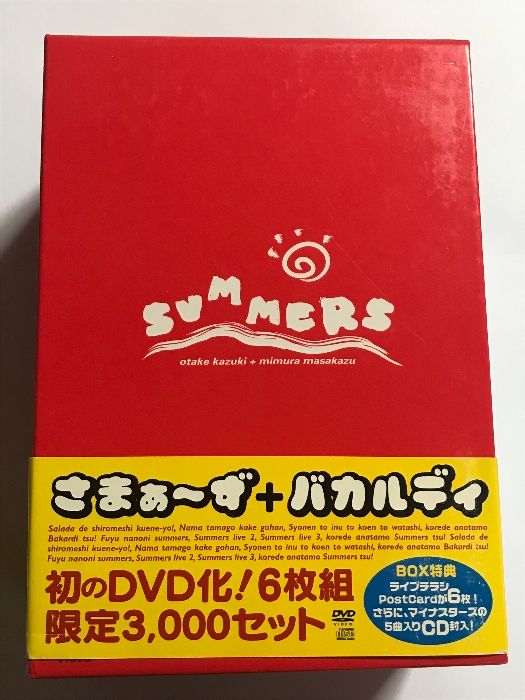 SUMMERS
otake kazuki + mimura masakazu
さまぁ〜ず+バカルディ
Salada de shiromeshi kuene-yo!, Nama tamago kake gohan, Syonen to inu to koen to watashi, korede anatamo
Bakardi tsu! Fuyu nanoni summers, Summers live 2, Summers live 3, korede anatamo Summers tsu! Salada de
shiromeshi kuene-yo!, Nama tamago kake gohan, Syonen to inu to koen to watashi, korede anatamo Bakardi tsu!
Fuyu nanoni summers, Summers live 2, Summers live 3, korede anatamo Summers tsu!
初のDVD化!6枚組
限定3,000セット
DVD
VIDEO
BOX特典
ライブチラシ
PostCardが6枚!
さらに、マイナスターズの
5曲入りCD封入!